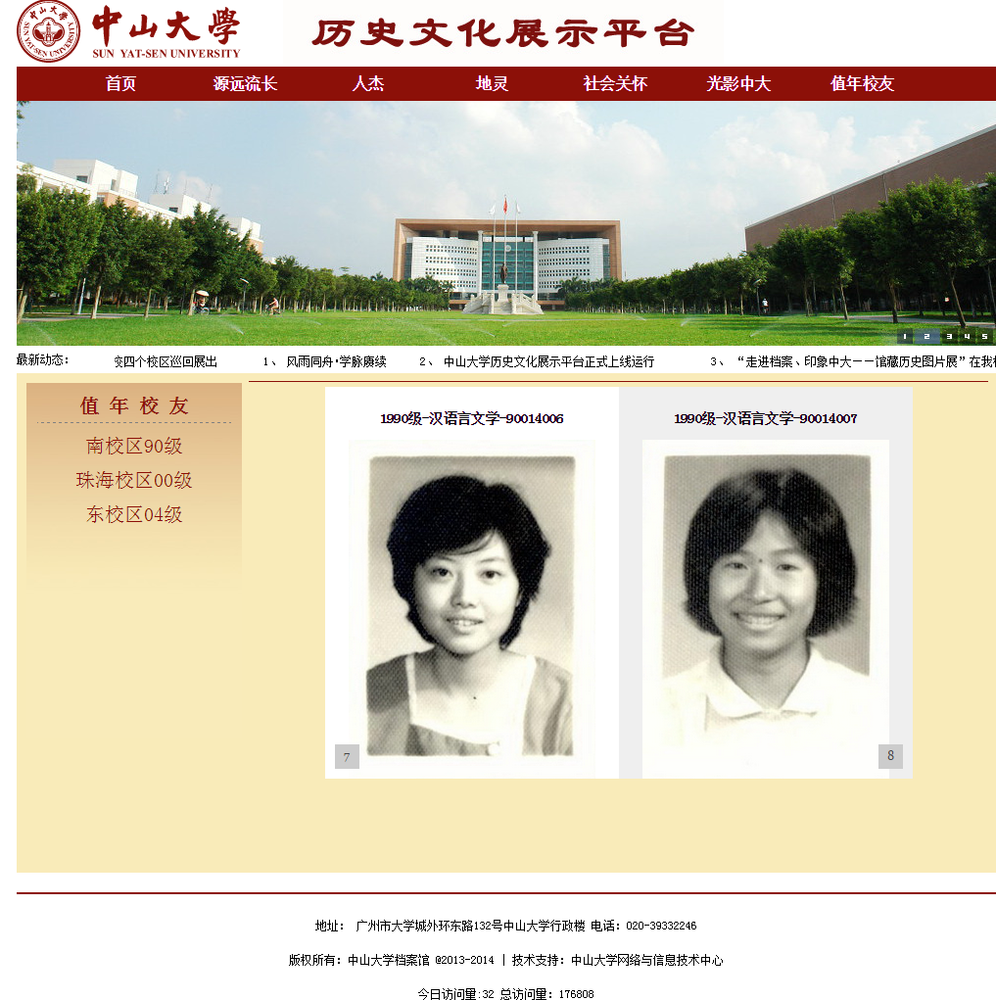 中山大学
SUN YAT-SEN UNIVERSITY
历史文化展示平台
首页 源远流长 人杰 地灵 社会关怀 光影中大 值年校友
1 2 3 4 5
最新动态: 四个校区巡回展出 1、 风雨同舟·学脉赓续 2、 中山大学历史文化展示平台正式上线运行 3、 “走进档案、印象中大——馆藏历史图片展”在我
值年校友
南校区90级
珠海校区00级
东校区04级
1990级-汉语言文学-90014006
1990级-汉语言文学-90014007
7
8
地址: 广州市大学城外环东路132号中山大学行政楼 电话: 020-39332246
版权所有: 中山大学档案馆 @2013-2014 | 技术支持: 中山大学网络与信息技术中心
今日访问量:32 总访问量: 176808